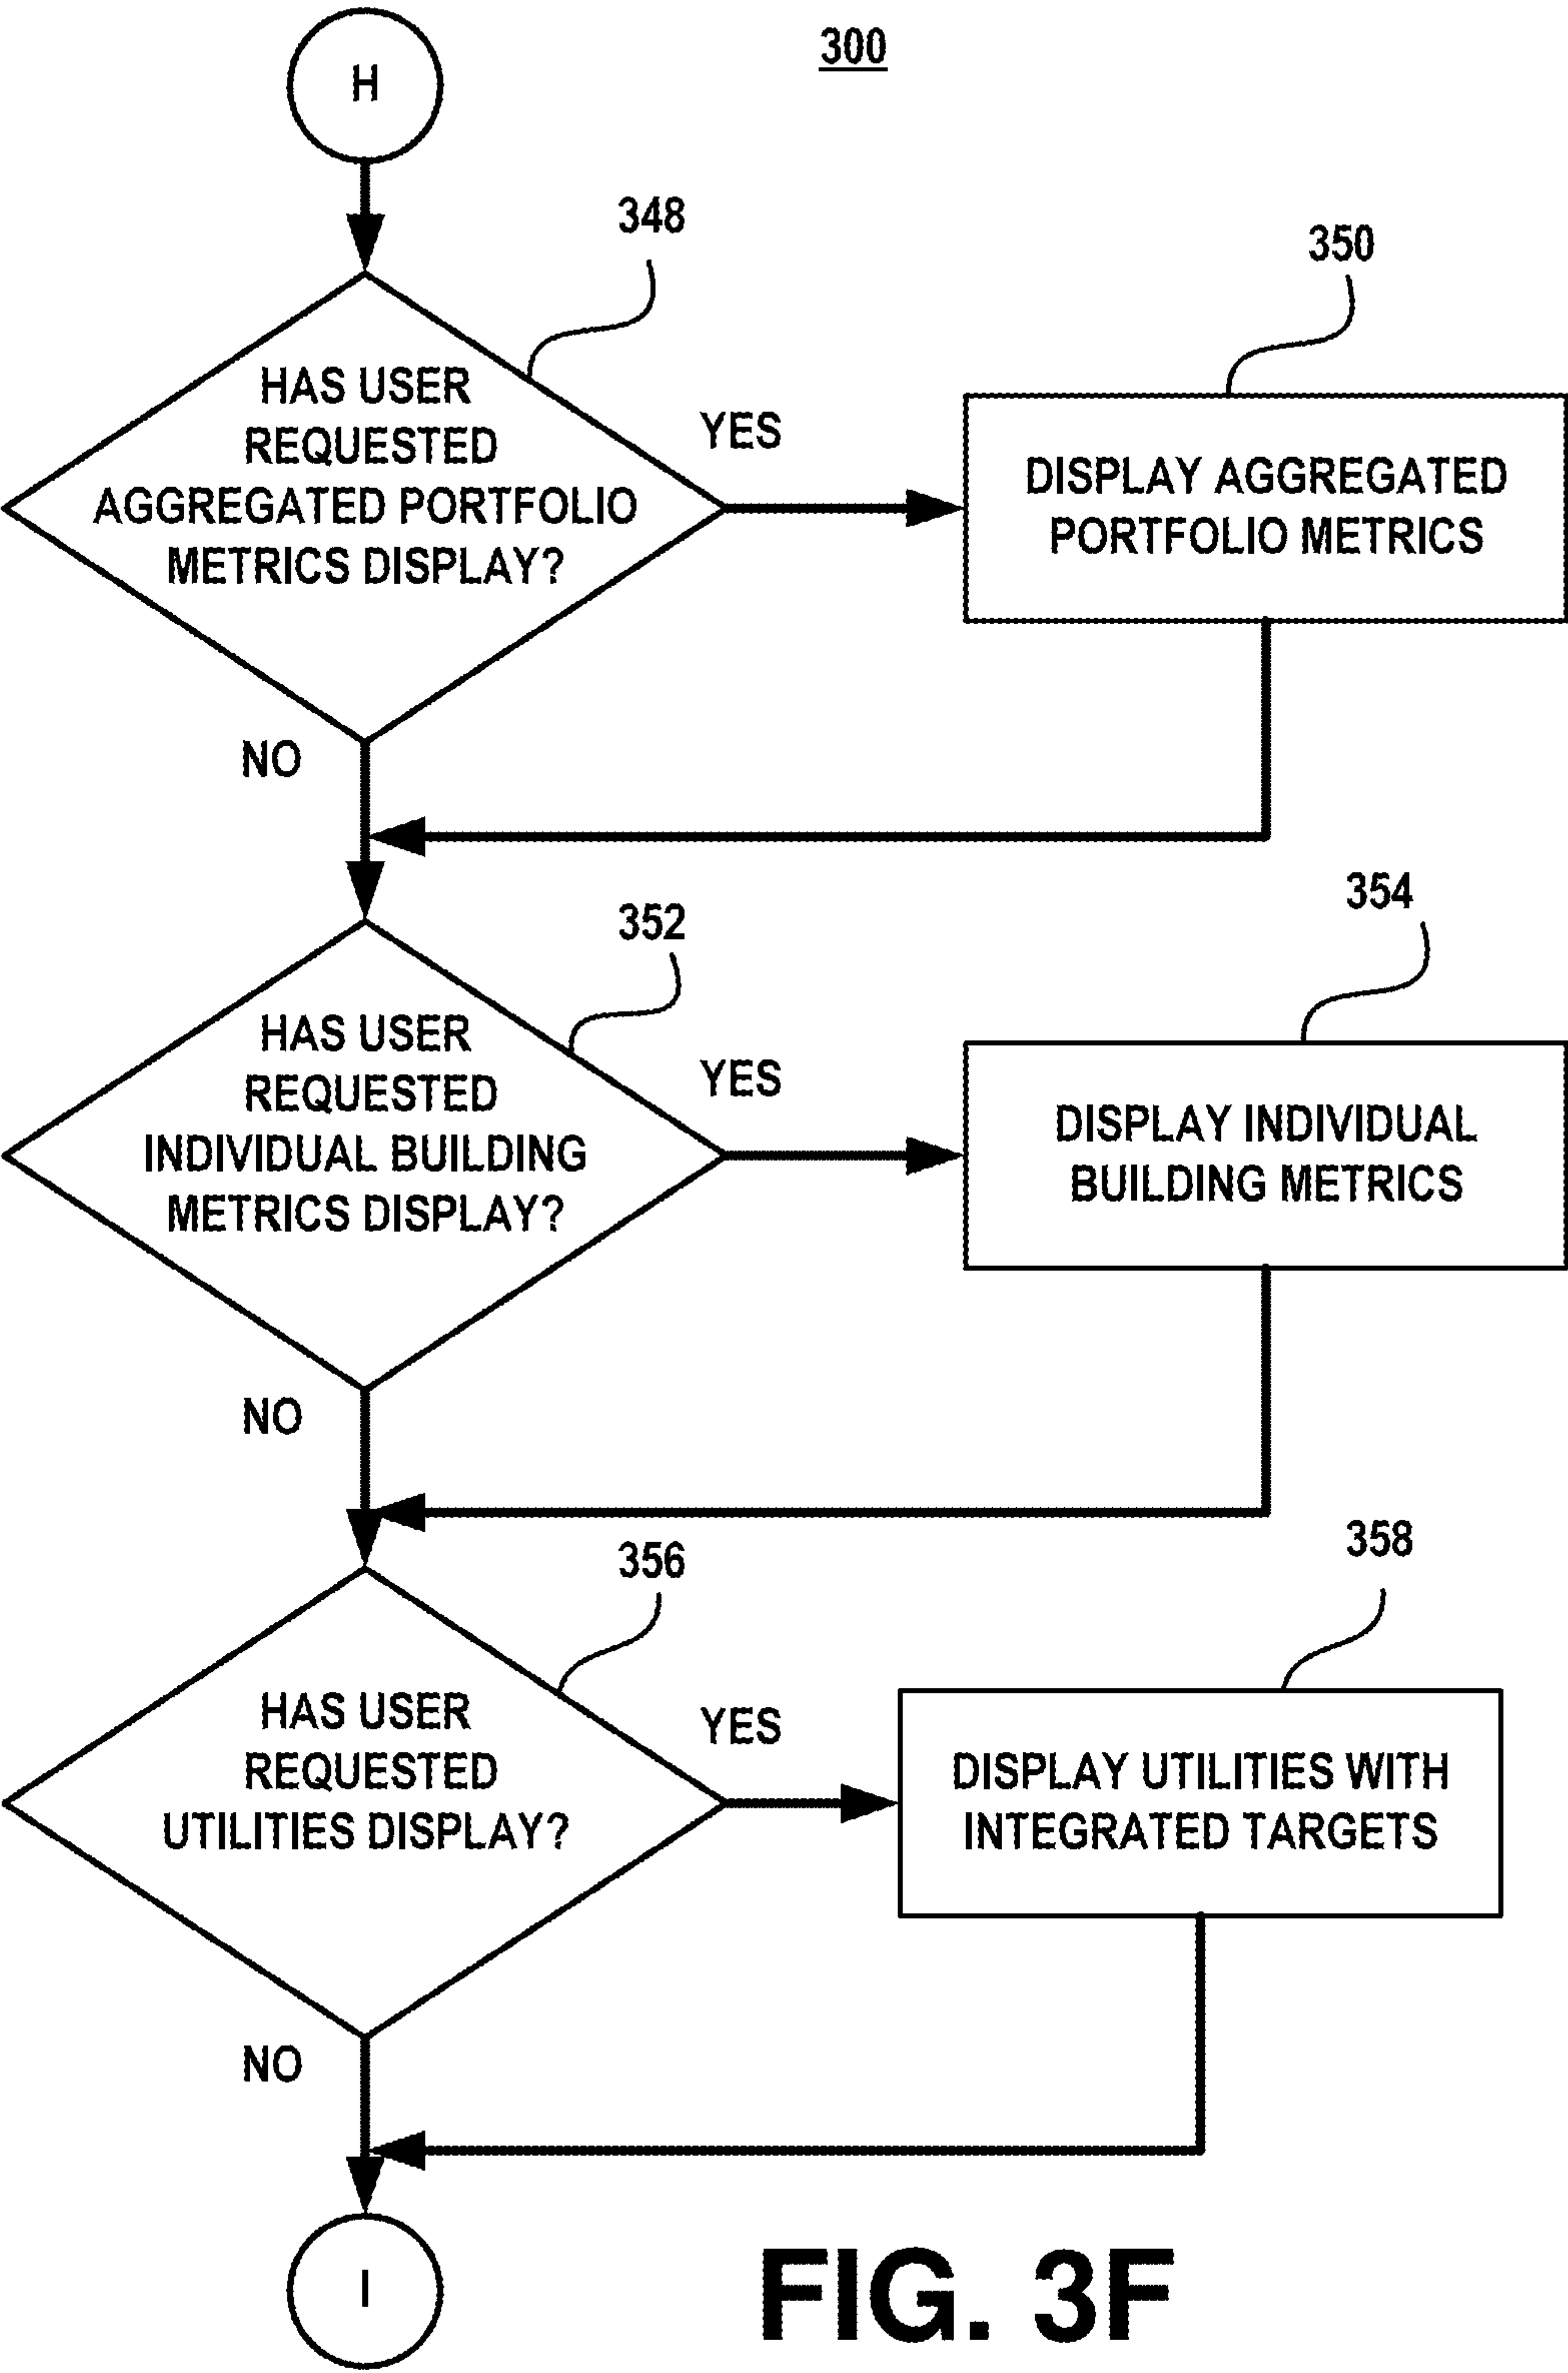 H
300
348
350
HAS USER
REQUESTED
AGGREGATED PORTFOLIO
METRICS DISPLAY?
YES
DISPLAY AGGREGATED
PORTFOLIO METRICS
NO
352
354
HAS USER
REQUESTED
INDIVIDUAL BUILDING
METRICS DISPLAY?
YES
DISPLAY INDIVIDUAL
BUILDING METRICS
NO
356
358
HAS USER
REQUESTED
UTILITIES DISPLAY?
YES
DISPLAY UTILITIES WITH
INTEGRATED TARGETS
NO
I
FIG. 3F